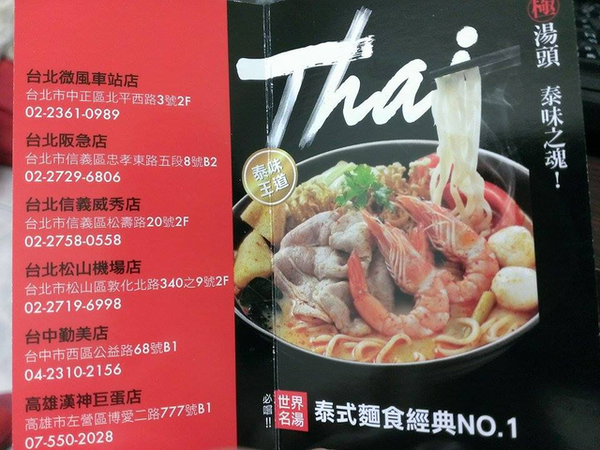 台北微風車站店
台北市中正區北平西路3號2F
02-2361-0989
台北阪急店
台北市信義區忠孝東路五段8號B2
02-2729-6806
台北信義威秀店
台北市信義區松壽路20號2F
02-2758-0558
台北松山機場店
台北市松山區敦化北路340之9號2F
02-2719-6998
台中勤美店
台中市西區公益路68號B1
04-2310-2156
高雄漢神巨蛋店
高雄市左營區博愛二路777號B1
07-550-2028
Thai
極湯頭
泰味之魂！
泰味
王道
必嚐!!
世界
名湯
泰式麵食經典NO.1